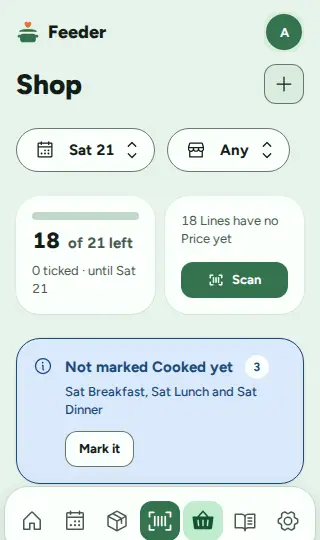 Feeder
A
Shop
Sat 21
Any
18 of 21 left
0 ticked · until Sat
21
18 Lines have no
Price yet
Scan
Not marked Cooked yet 3
Sat Breakfast, Sat Lunch and Sat
Dinner
Mark it